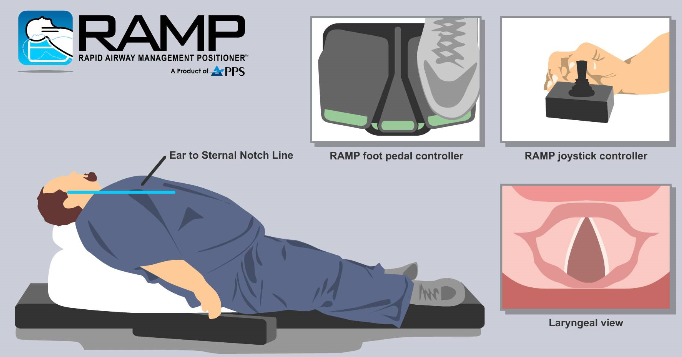 RAMP
RAPID AIRWAY MANAGEMENT POSITIONER™
A Product of PPS
Ear to Sternal Notch Line
RAMP foot pedal controller
RAMP joystick controller
Laryngeal view